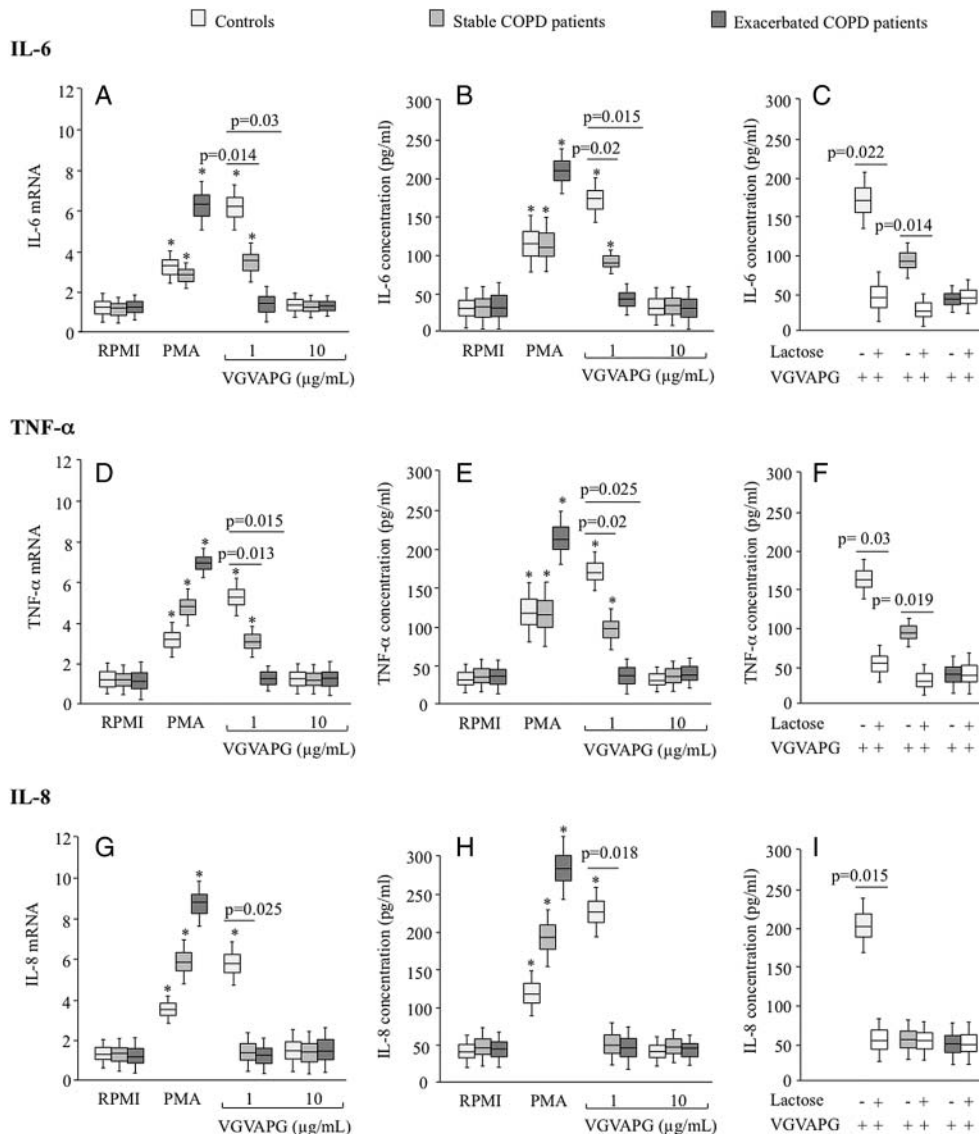 Controls Stable COPD patients Exacerbated COPD patients
IL-6
A
IL-6 mRNA
12
10
8
6
4
2
0
p=0.03
p=0.014
* * * * *
RPMI PMA 1 10
VGVAPG (µg/mL)
B
IL-6 concentration (pg/ml)
300
250
200
150
100
50
0
p=0.015
p=0.02
* * * * *
RPMI PMA 1 10
VGVAPG (µg/mL)
C
IL-6 concentration (pg/ml)
300
250
200
150
100
50
0
p=0.022
p=0.014
Lactose - + - + - +
VGVAPG + + + + + +
TNF-α
D
TNF-α mRNA
12
10
8
6
4
2
0
p=0.015
p=0.013
* * * * *
RPMI PMA 1 10
VGVAPG (µg/mL)
E
TNF-α concentration (pg/ml)
300
250
200
150
100
50
0
p=0.025
p=0.02
* * * * *
RPMI PMA 1 10
VGVAPG (µg/mL)
F
TNF-α concentration (pg/ml)
300
250
200
150
100
50
0
p= 0.03
p= 0.019
Lactose - + - + - +
VGVAPG + + + + + +
IL-8
G
IL-8 mRNA
12
10
8
6
4
2
0
p=0.025
* * * *
RPMI PMA 1 10
VGVAPG (µg/mL)
H
IL-8 concentration (pg/ml)
300
250
200
150
100
50
0
p=0.018
* * * *
RPMI PMA 1 10
VGVAPG (µg/mL)
I
IL-8 concentration (pg/ml)
300
250
200
150
100
50
0
p=0.015
Lactose - + - + - +
VGVAPG + + + + + +